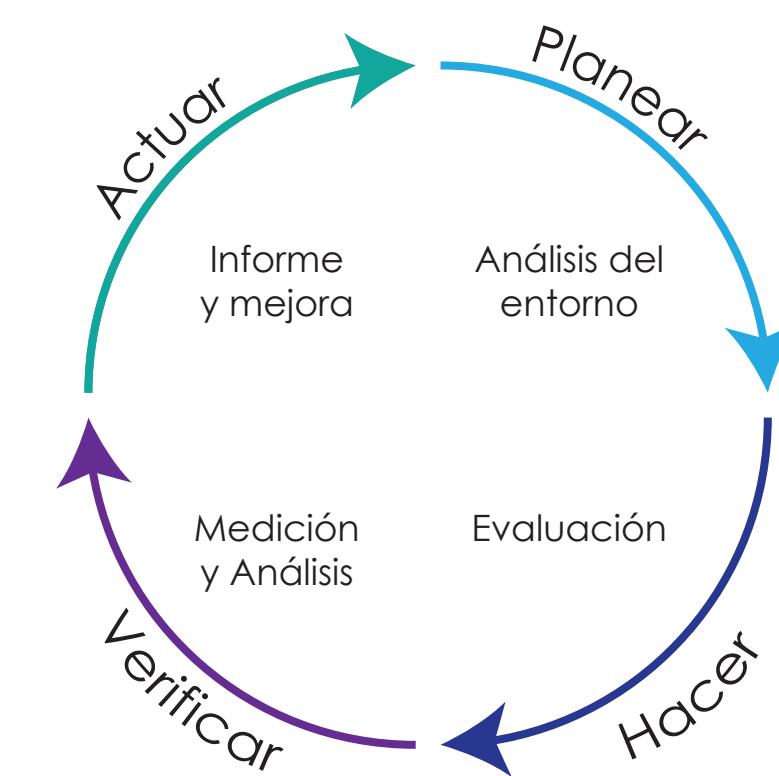 Planear
Actuar
Informe
y mejora
Análisis del
entorno
Medición
y Análisis
Evaluación
Verificar
Hacer